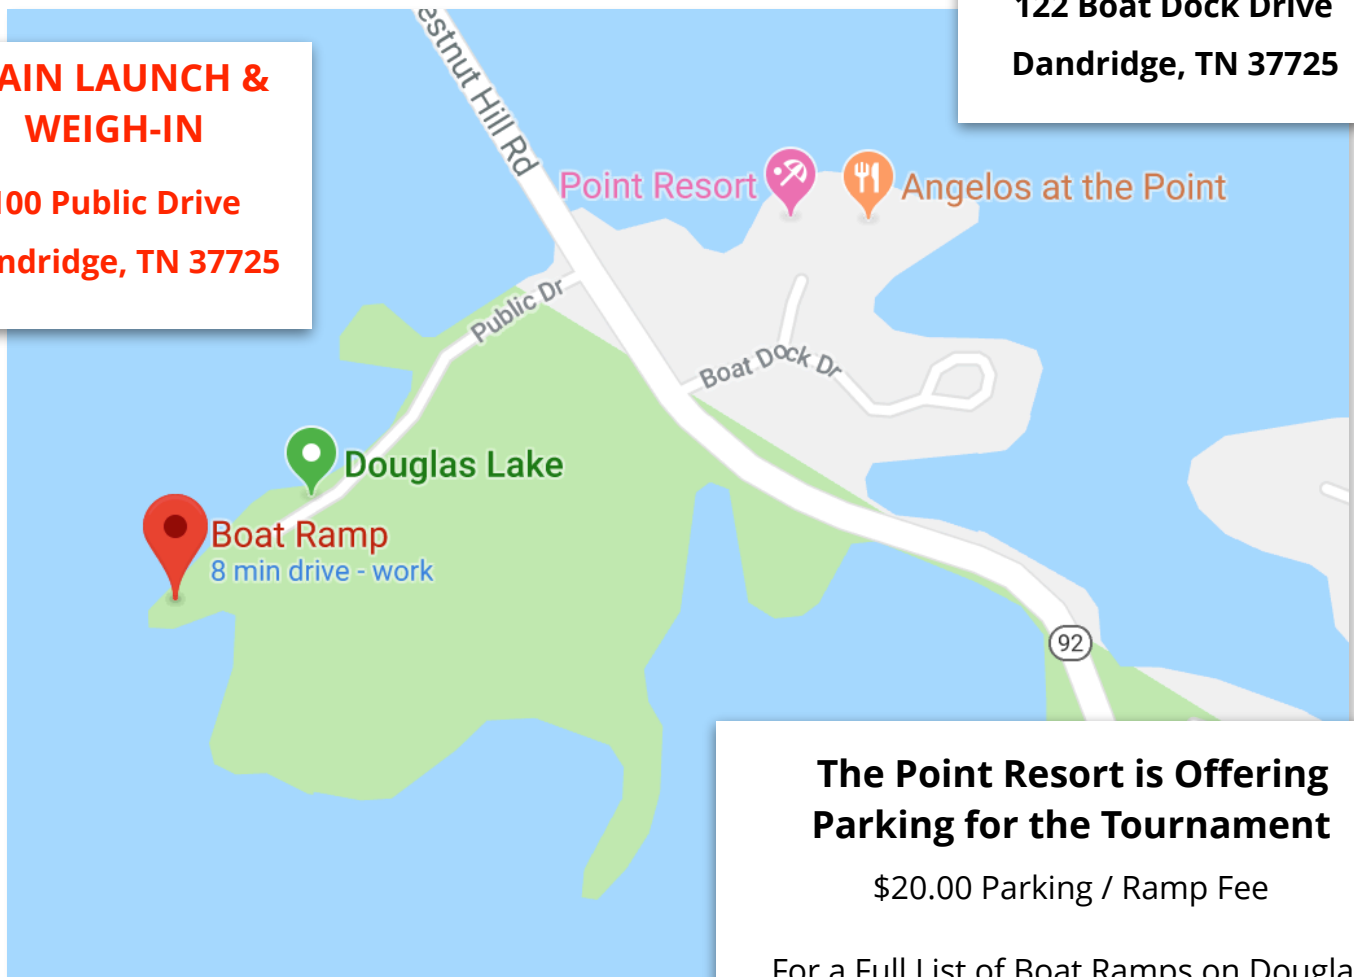 122 Boat Dock Drive
Dandridge, TN 37725
AIN LAUNCH &
WEIGH-IN
100 Public Drive
ndridge, TN 37725
estnut Hill Rd
Point Resort
Angelos at the Point
Public Dr
Boat Dock Dr
Douglas Lake
Boat Ramp
8 min drive - work
92
The Point Resort is Offering
Parking for the Tournament
$20.00 Parking / Ramp Fee
For a Full List of Boat Ramps on Dougla